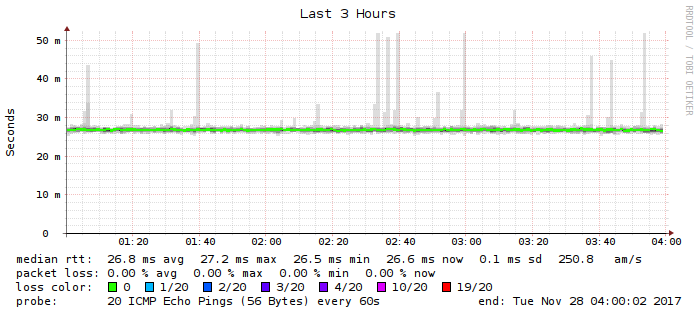 Last 3 Hours
RRDTOOL / TOBI OETIKER
Seconds
50 m
40 m
30 m
20 m
10 m
0
01:20 01:40 02:00 02:20 02:40 03:00 03:20 03:40 04:00
median rtt: 26.8 ms avg 27.2 ms max 26.5 ms min 26.6 ms now 0.1 ms sd 250.8 am/s
packet loss: 0.00 % avg 0.00 % max 0.00 % min 0.00 % now
loss color: 0 1/20 2/20 3/20 4/20 10/20 19/20
probe: 20 ICMP Echo Pings (56 Bytes) every 60s end: Tue Nov 28 04:00:02 2017